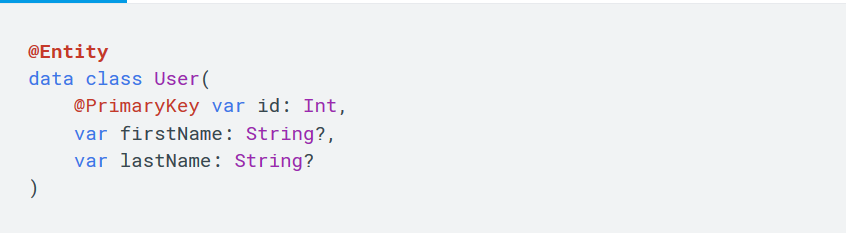 @Entity
data class User(
    @PrimaryKey var id: Int,
    var firstName: String?,
    var lastName: String?
)